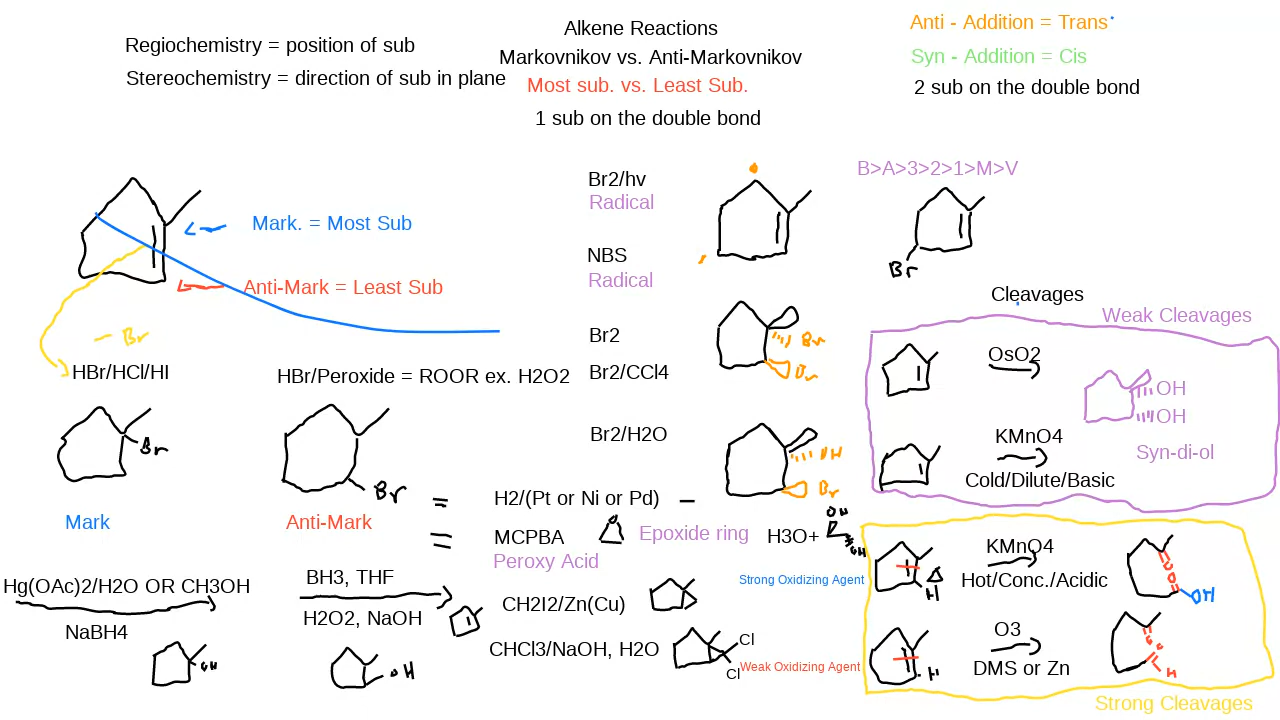 Regiochemistry = position of sub
Stereochemistry = direction of sub in plane
Alkene Reactions
Markovnikov vs. Anti-Markovnikov
Most sub. vs. Least Sub.
1 sub on the double bond
Anti - Addition = Trans
Syn - Addition = Cis
2 sub on the double bond
Mark. = Most Sub
Anti-Mark = Least Sub
Br
HBr/HCl/HI
HBr/Peroxide = ROOR ex. H2O2
Br
Br
Mark
Anti-Mark
Hg(OAc)2/H2O OR CH3OH
NaBH4
OH
BH3, THF
H2O2, NaOH
OH
Br2/hv
Radical
NBS
Radical
B>A>3>2>1>M>V
Br
Br2
Br2/CCl4
Br
Br
Br2/H2O
OH
Br
=
H2/(Pt or Ni or Pd) –
=
MCPBA
Peroxy Acid
Epoxide ring
H3O+
OH
OH
CH2I2/Zn(Cu)
CHCl3/NaOH, H2O
Cl
Cl
Strong Oxidizing Agent
Weak Oxidizing Agent
Cleavages
Weak Cleavages
OsO2
OH
OH
KMnO4
Cold/Dilute/Basic
Syn-di-ol
KMnO4
Hot/Conc./Acidic
H
OH
O3
DMS or Zn
H
H
Strong Cleavages